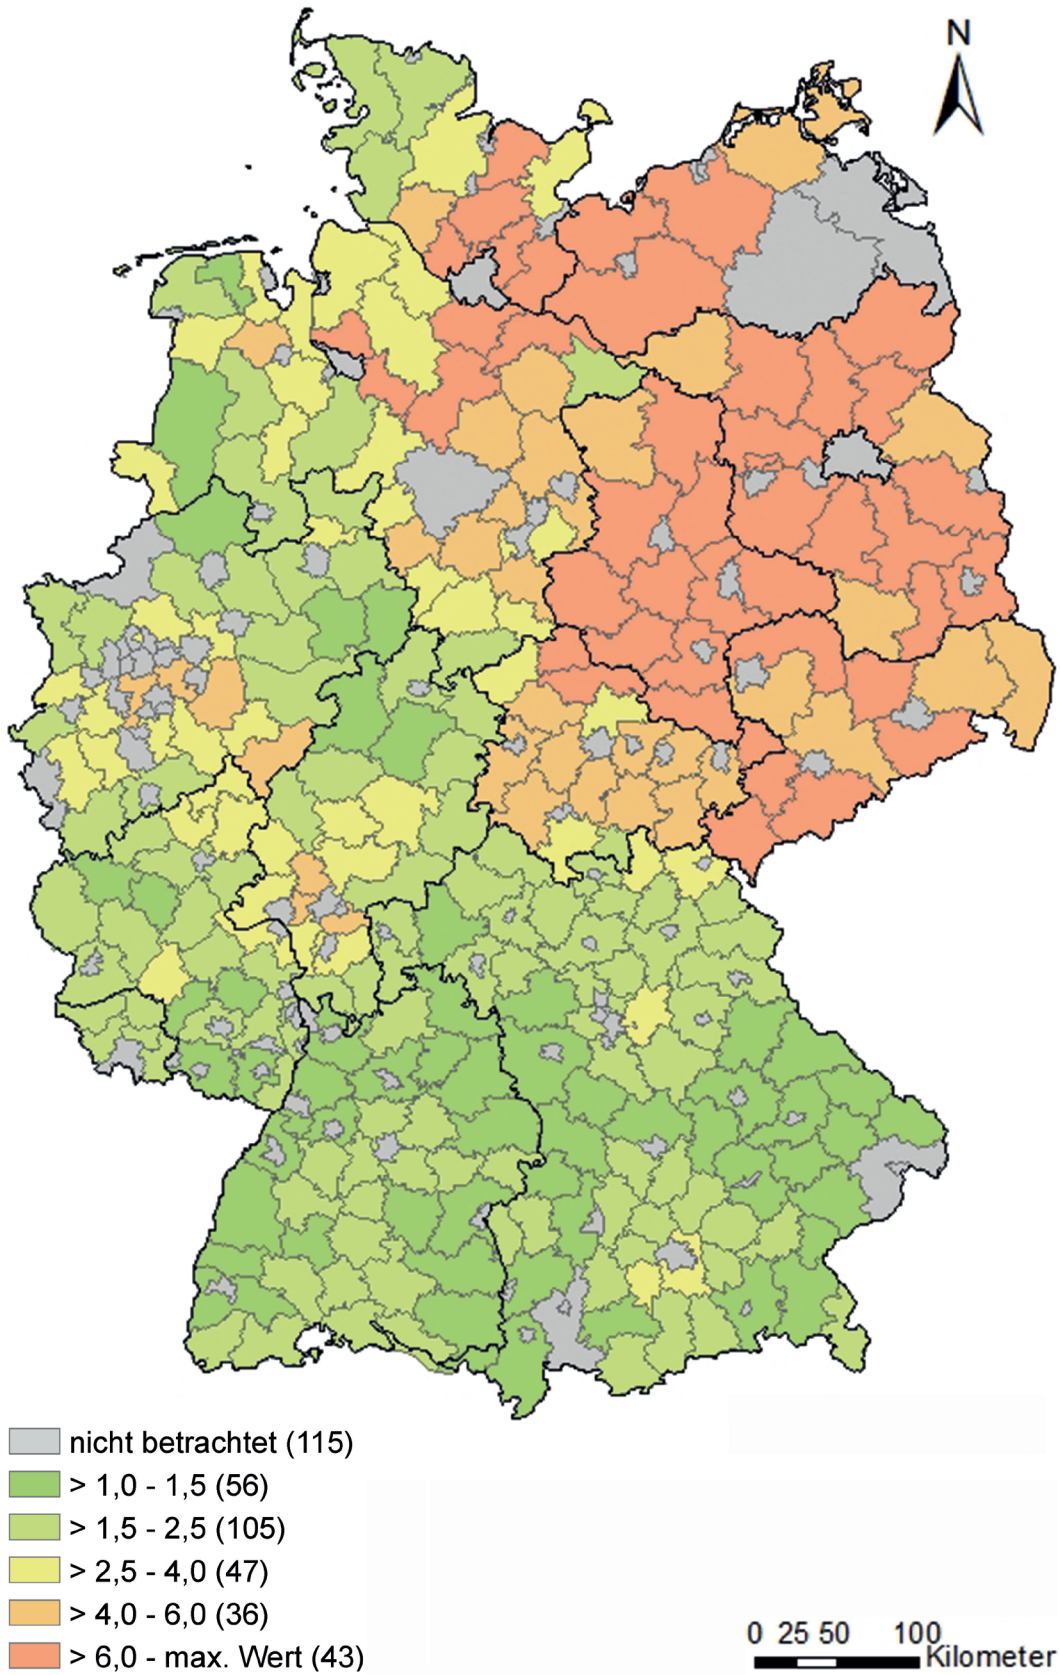 N
nicht betrachtet (115)
> 1,0 - 1,5 (56)
> 1,5 - 2,5 (105)
> 2,5 - 4,0 (47)
> 4,0 - 6,0 (36)
> 6,0 - max. Wert (43)
0 25 50 100
Kilometer